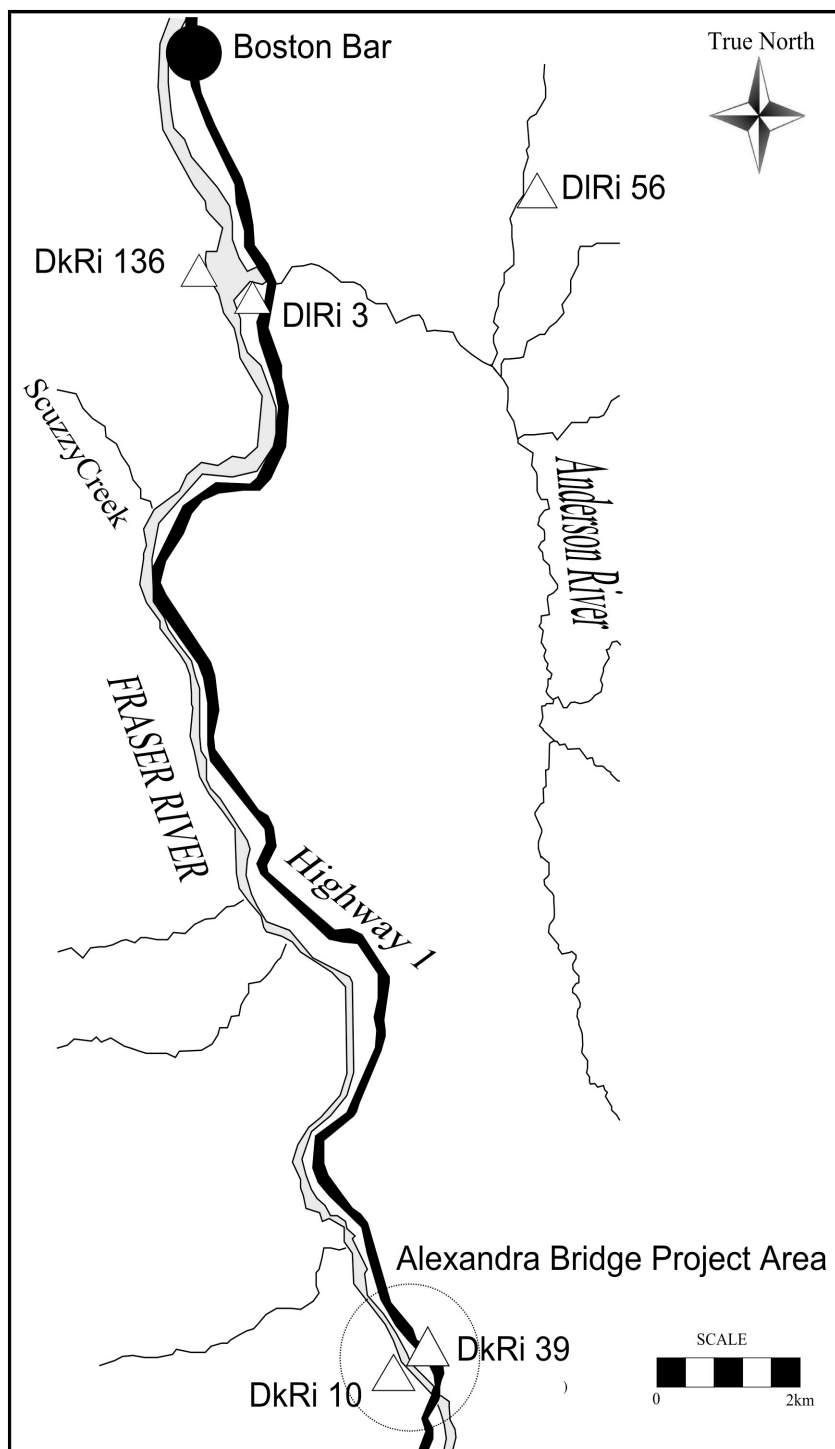 Boston Bar
True North
DlRi 56
DkRi 136
DlRi 3
ScuzzyCreek
Anderson River
FRASER RIVER
Highway 1
Alexandra Bridge Project Area
DkRi 39
DkRi 10
)
SCALE
0 2km